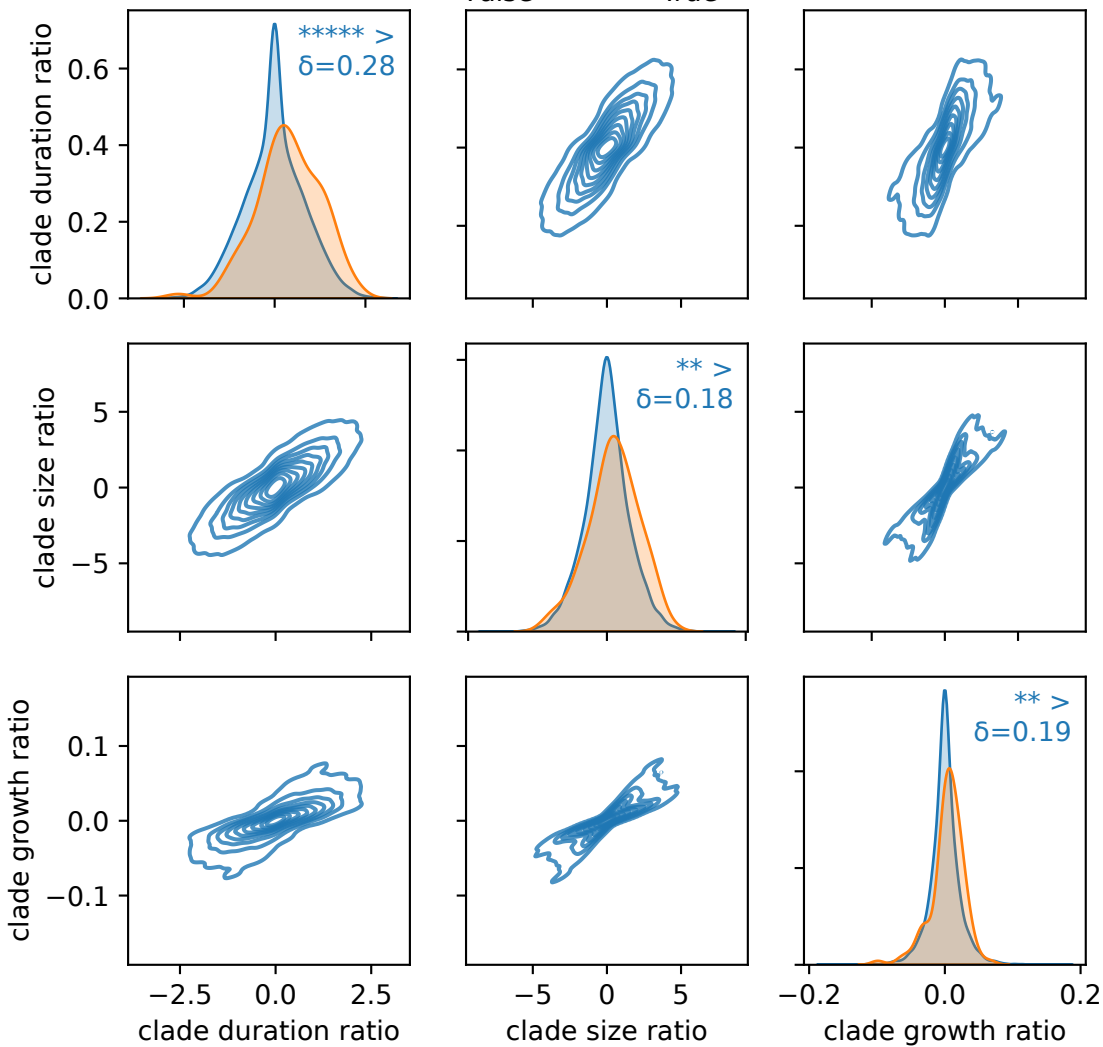 clade duration ratio
0.6
0.4
0.2
0.0
***** >
δ=0.28
clade size ratio
5
0
−5
** >
δ=0.18
clade growth ratio
0.1
0.0
−0.1
** >
δ=0.19
−2.5 0.0 2.5
−5 0 5
−0.2 0.0 0.2
clade duration ratio
clade size ratio
clade growth ratio